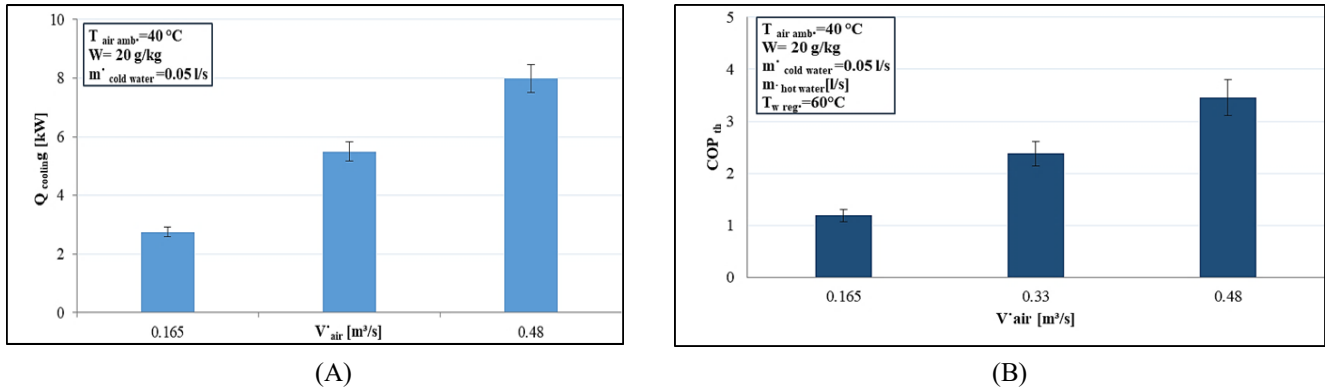 10
8
6
4
2
0
Q cooling [kW]
T air amb.=40 °C
W= 20 g/kg
m˙ cold water =0.05 l/s
0.165
V˙air [m³/s]
0.48
(A)
5
4
3
2
1
0
COP th
T air amb.=40 °C
W= 20 g/kg
m˙ cold water =0.05 l/s
m· hot water[l/s]
Tw reg.=60°C
0.165
0.33
0.48
V˙air [m³/s]
(B)